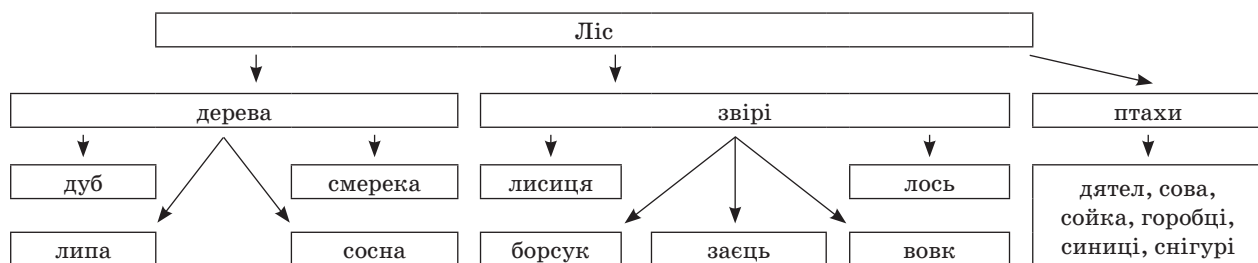 Ліс
дерева
звірі
птахи
дуб
смерека
лисиця
лось
дятел, сова,
сойка, горобці,
синиці, снігурі
липа
сосна
борсук
заєць
вовк